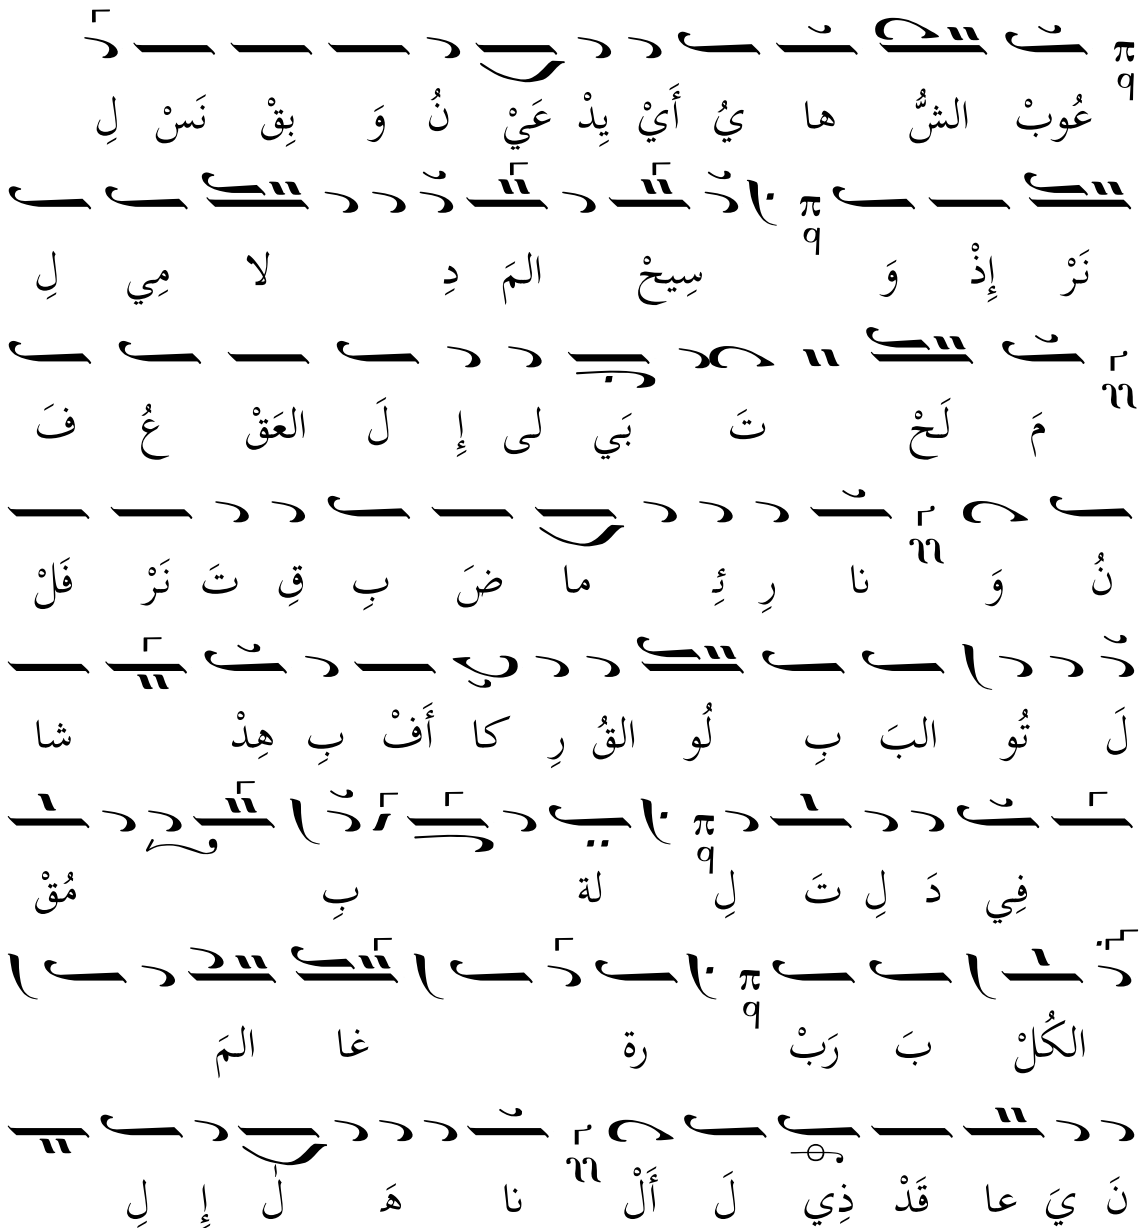 لِ نَسْ بِقْ وَ نُ عَيْ يِدْ أَيْ يُ ها الشُّ عُوبْ
لِ مِي لا دِ المَ سِيحْ وَ إِذْ نَرْ
فَ عُ العَقْ لَ إِ لى بَي تَ لَحْ مَ
فَلْ نَرْ تَ قِ بِ ضَ ما ئِ رِ نا وَ نُ
شا هِدْ بِ أَفْ كا رِ القُ لُو بِ البَ تُو لَ
مُقْ بِ لة لِ تَ لِ دَ فِي
المَ غا رة رَبْ بَ الكُلْ
لِ إِ لٰ هَ نا أَلْ لَ ذِي قَدْ عا يَ نَ